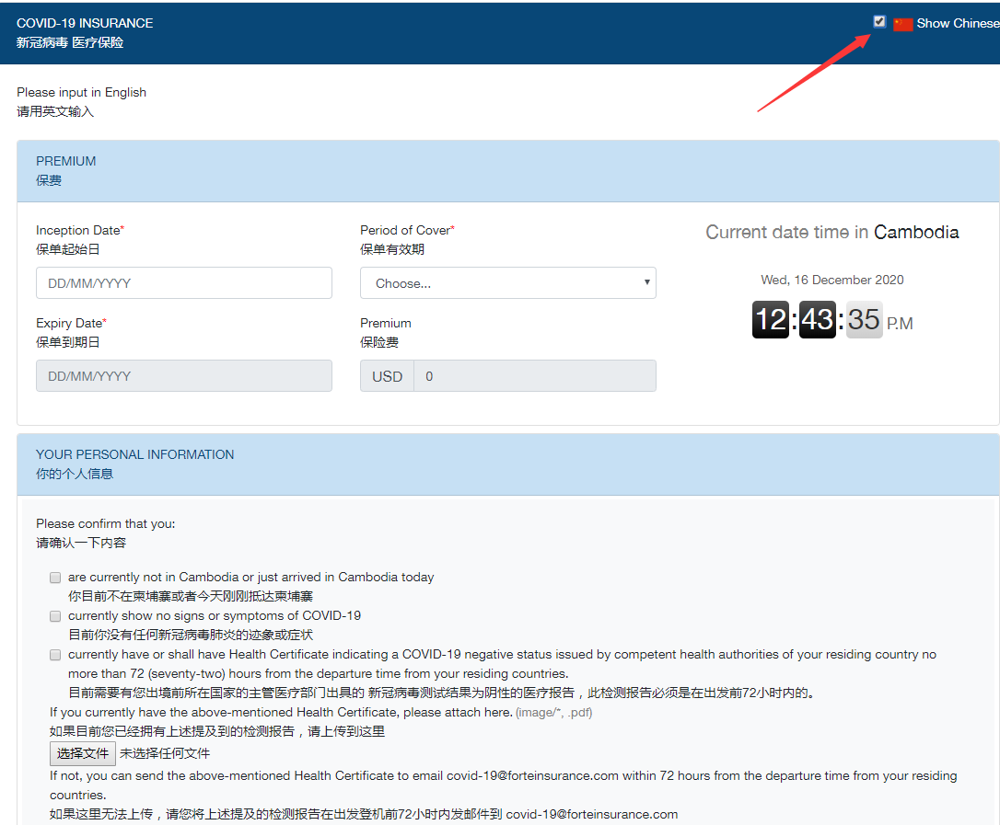 COVID-19 INSURANCE
新冠病毒 医疗保险
Show Chinese
Please input in English
请用英文输入
PREMIUM
保费
Inception Date*
保单起始日
DD/MM/YYYY
Period of Cover*
保单有效期
Choose...
Current date time in Cambodia
Wed, 16 December 2020
12:43:35 P.M
Expiry Date*
保单到期日
DD/MM/YYYY
Premium
保险费
USD 0
YOUR PERSONAL INFORMATION
你的个人信息
Please confirm that you:
请确认一下内容
are currently not in Cambodia or just arrived in Cambodia today
你目前不在柬埔寨或者今天刚刚抵达柬埔寨
currently show no signs or symptoms of COVID-19
目前你没有任何新冠病毒肺炎的迹象或症状
currently have or shall have Health Certificate indicating a COVID-19 negative status issued by competent health authorities of your residing country no
more than 72 (seventy-two) hours from the departure time from your residing countries.
目前需要有您出境前所在国家的主管医疗部门出具的 新冠病毒测试结果为阴性的医疗报告，此检测报告必须是在出发前72小时内的。
If you currently have the above-mentioned Health Certificate, please attach here. (image/*, .pdf)
如果目前您已经拥有上述提及到的检测报告，请上传到这里
选择文件 未选择任何文件
If not, you can send the above-mentioned Health Certificate to email covid-19@forteinsurance.com within 72 hours from the departure time from your residing
countries.
如果这里无法上传，请您将上述提及的检测报告在出发登机前72小时内发邮件到 covid-19@forteinsurance.com